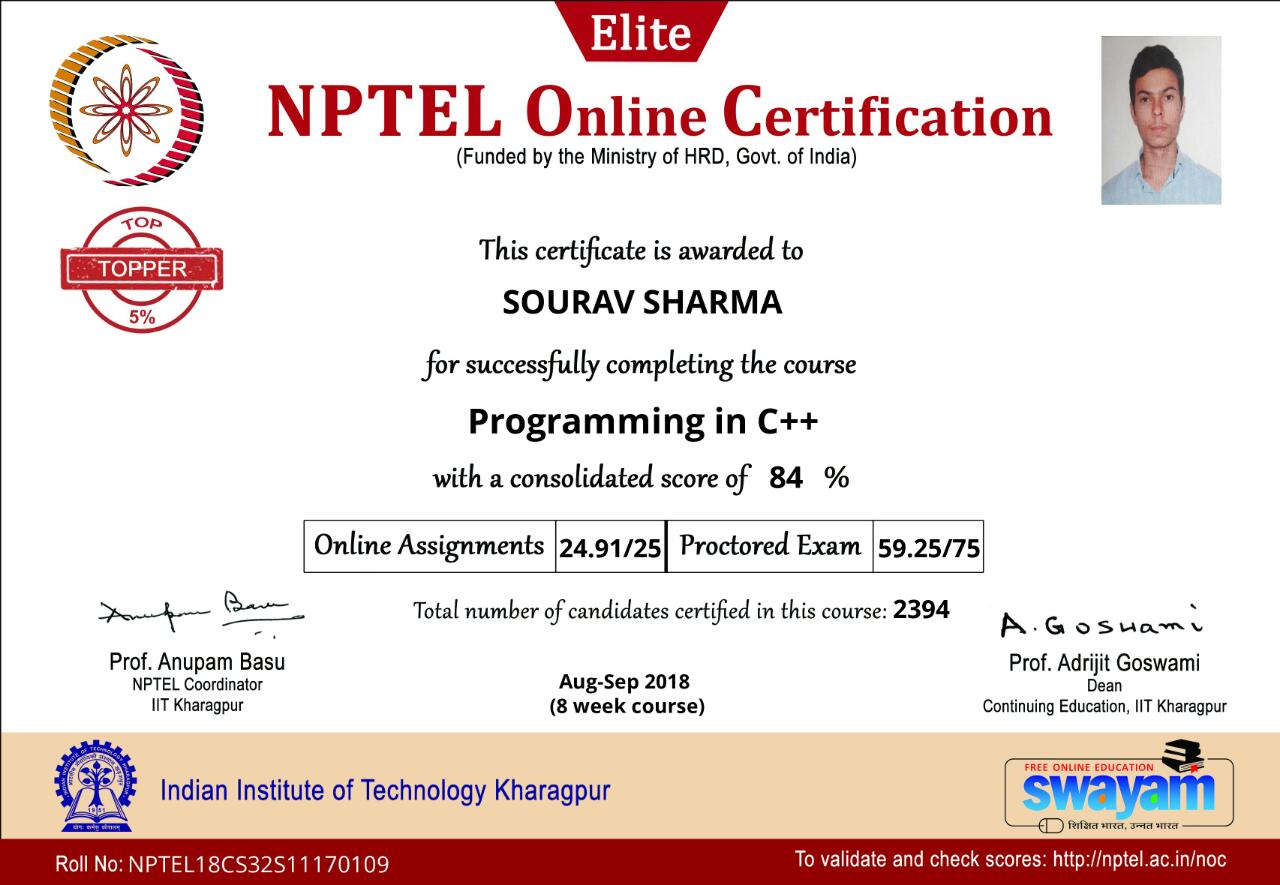 Elite
NPTEL Online Certification
(Funded by the Ministry of HRD, Govt. of India)
TOP
TOPPER
5%
This certificate is awarded to
SOURAV SHARMA
for successfully completing the course
Programming in C++
with a consolidated score of 84 %
Online Assignments 24.91/25 Proctored Exam 59.25/75
Total number of candidates certified in this course: 2394
Anupam Basu
Prof. Anupam Basu
NPTEL Coordinator
IIT Kharagpur
Aug-Sep 2018
(8 week course)
A. Goswami
Prof. Adrijit Goswami
Dean
Continuing Education, IIT Kharagpur
1951
Indian Institute of Technology Kharagpur
FREE ONLINE EDUCATION
swayam
शिक्षित भारत, उन्नत भारत
Roll No: NPTEL18CS32S11170109
To validate and check scores: http://nptel.ac.in/noc